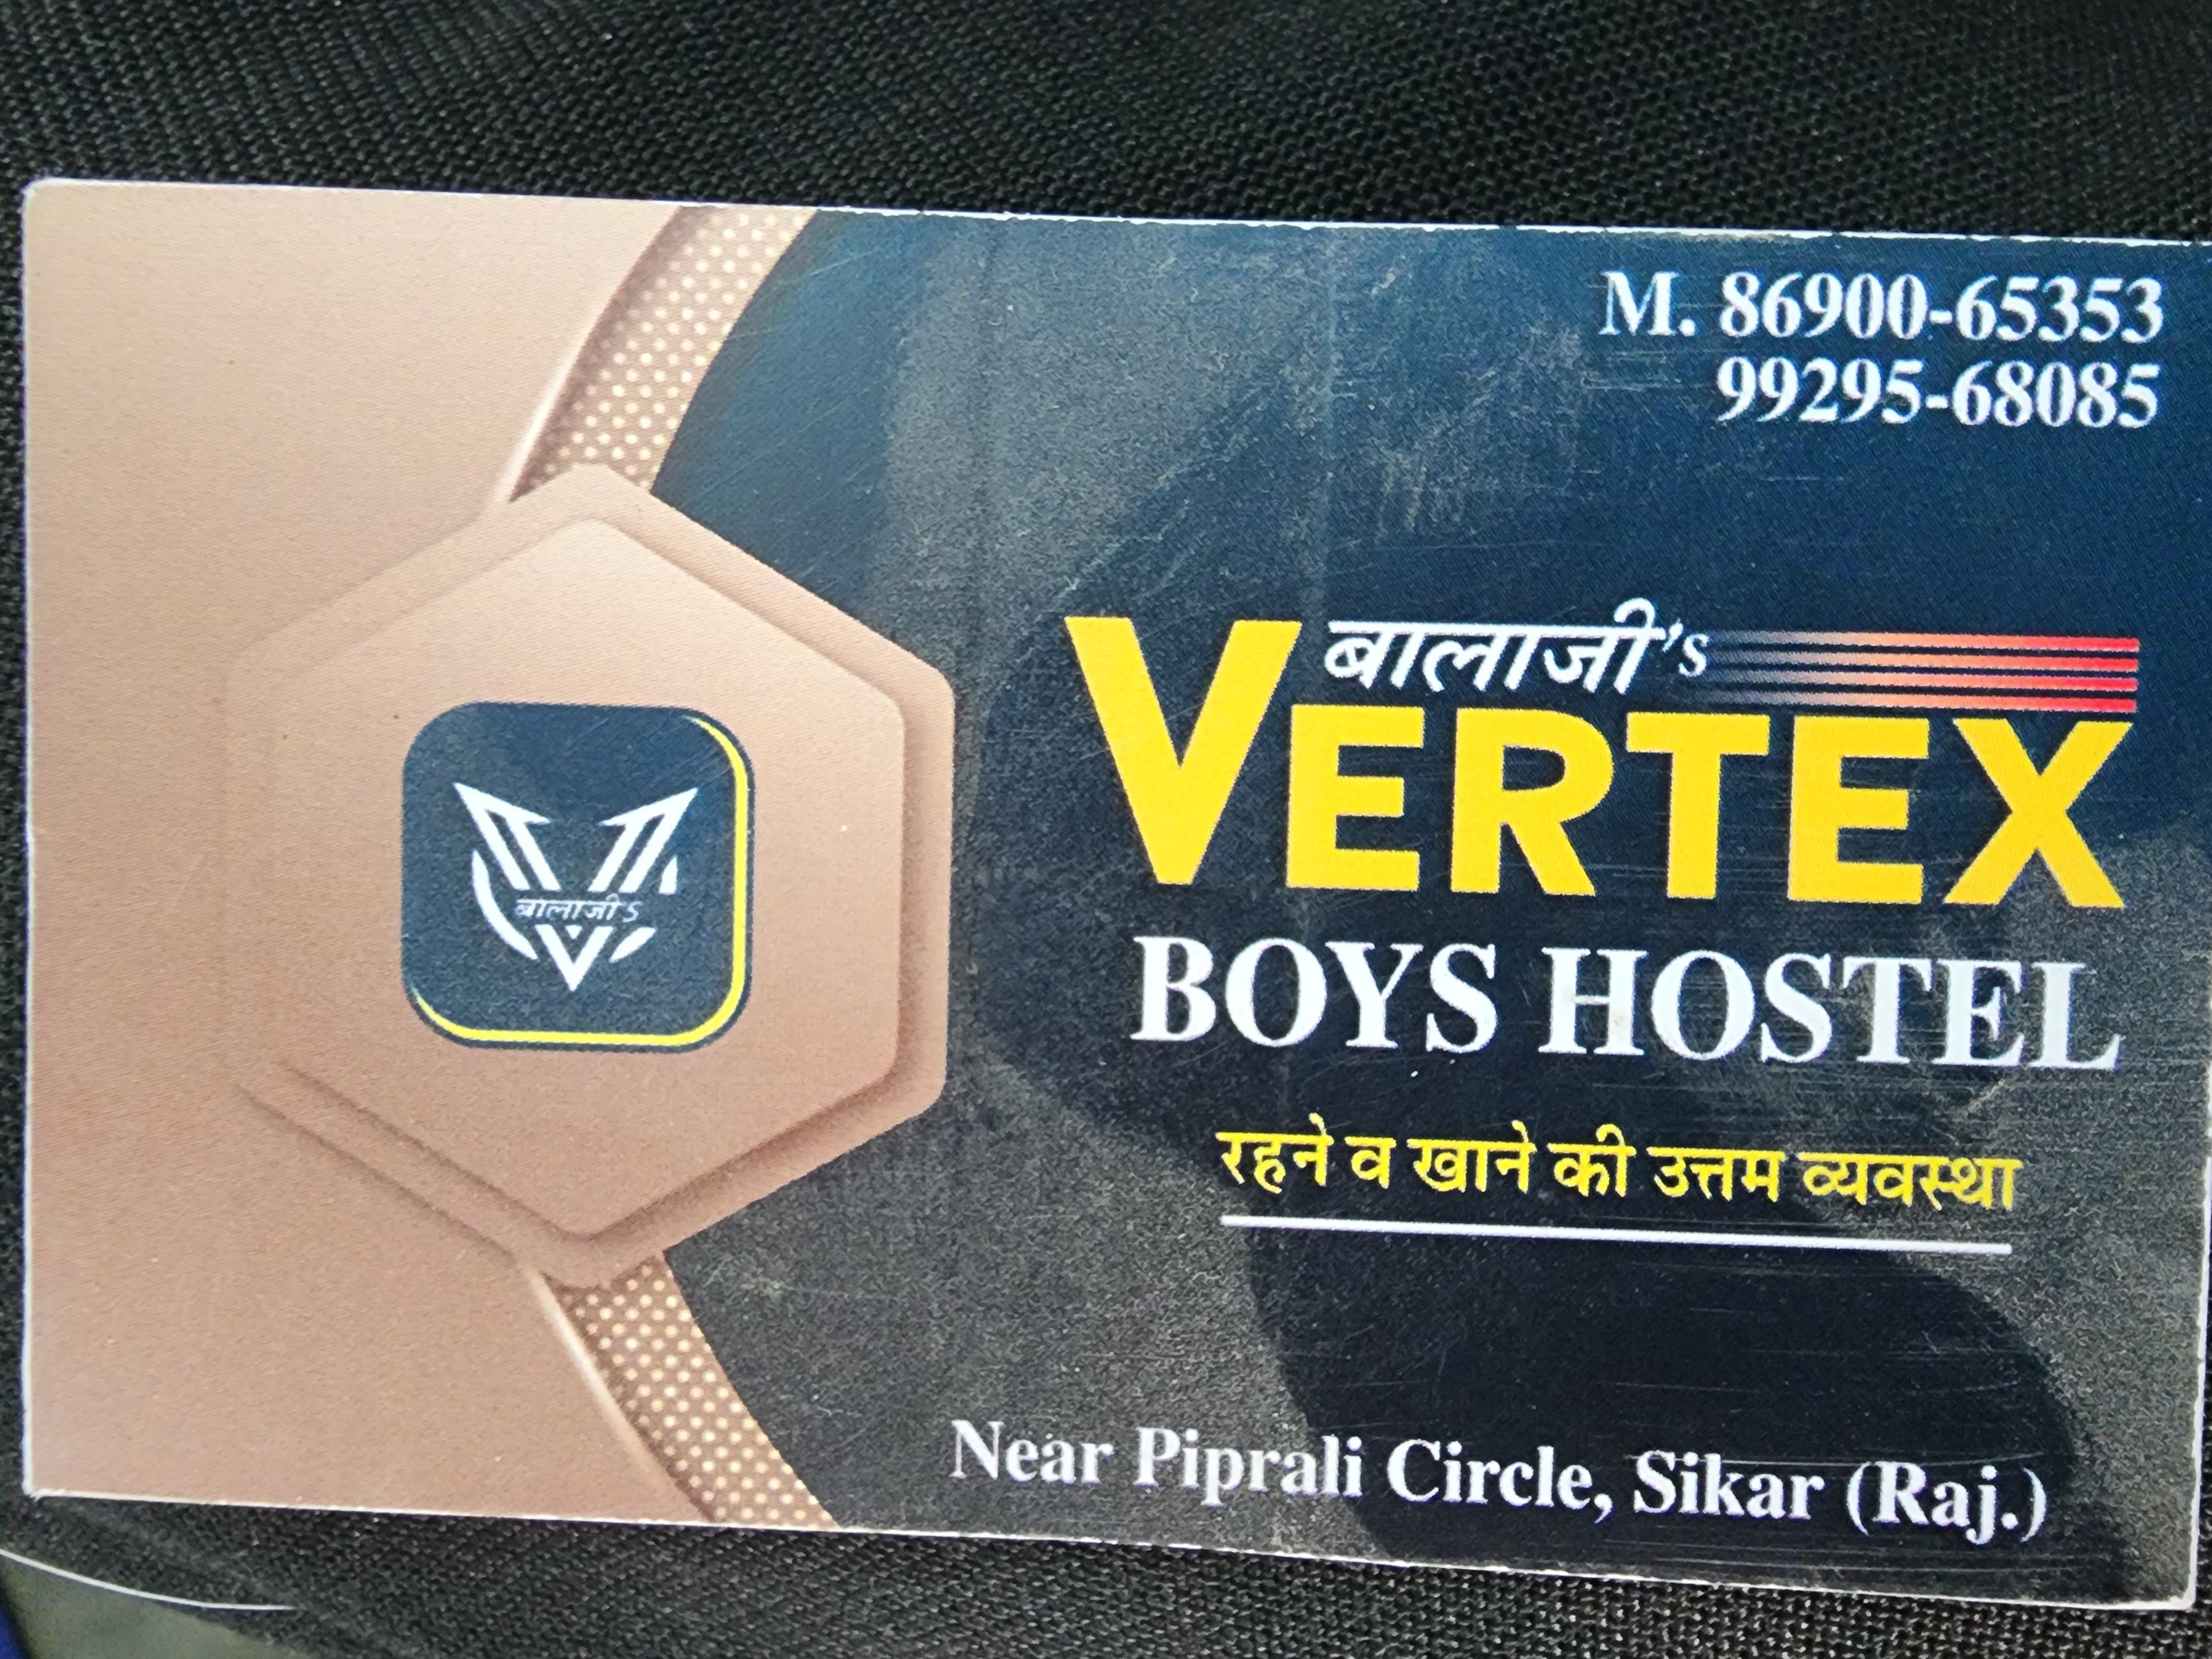 M. 86900-65353
99295-68085
बालाजी's
VERTEX
BOYS HOSTEL
रहने व खाने की उत्तम व्यवस्था
Near Piprali Circle, Sikar (Raj.)
बालाजी'S